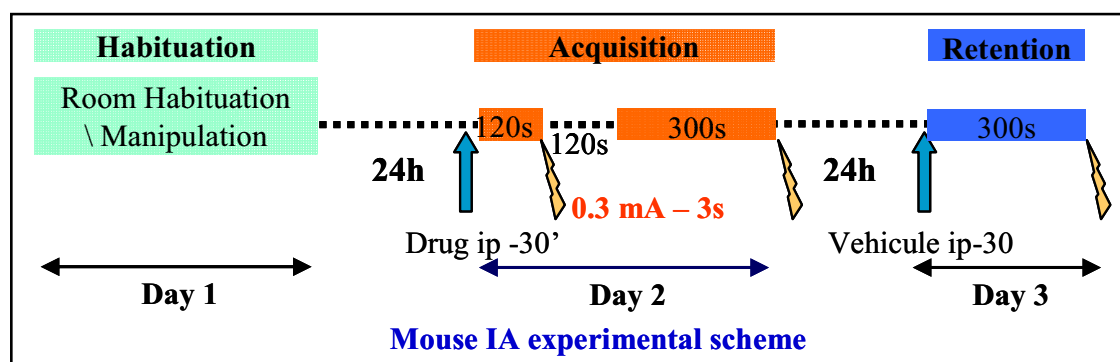 Habituation
Acquisition
Retention
Room Habituation
\ Manipulation
120s
120s
300s
300s
24h
24h
0.3 mA – 3s
Drug ip -30’
Vehicule ip-30
Day 1
Day 2
Day 3
Mouse IA experimental scheme